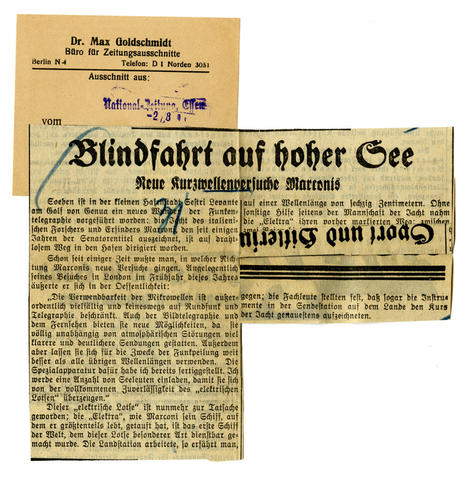 Dr. Max Goldschmidt
Büro für Zeitungsausschnitte
Berlin N 4 Telefon: D 1 Norden 3051
Ausschnitt aus:
National-Zeitung, Essen
vom
Blindfahrt auf hoher See
Neue Kurzwellenversuche Marconis
Soeben ist in der kleinen Hafenstadt Sestri Levante
am Golf von Genua ein neues Wunder der Funken-
telegraphie vorgeführt worden: die Yacht des italieni-
schen Forschers und Erfinders Marconi, den seit einigen
Jahren der Senatorentitel auszeichnet, ist auf draht-
losem Weg in den Hafen dirigiert worden.
Schon seit einiger Zeit wußte man, in welcher Rich-
tung Marconis neue Versuche gingen. Angelegentlich
seines Besuchs in London im Frühjahr dieses Jahres
äußerte er sich in der Oeffentlichkeit:
„Die Verwendbarkeit der Mikrowellen ist außer-
ordentlich vielfältig und keineswegs auf Rundfunk und
Telegraphie beschränkt. Auch der Bildtelegraphie und
dem Fernsehen bieten sie neue Möglichkeiten, da sie
völlig unabhängig von atmosphärischen Störungen viel
klarere und deutlichere Sendungen gestatten. Außerdem
aber lassen sie sich für die Zwecke der Funkpeilung weit
besser als alle übrigen Wellenlängen verwenden. Die
Spezialapparatur dafür habe ich bereits fertiggestellt. Ich
werde eine Anzahl von Seeleuten einladen, damit sie sich
von der vollkommenen Zuverlässigkeit des „elektrischen
Lotsen“ überzeugen.“
Dieser „elektrische Lotse“ ist nunmehr zur Tatsache
geworden; die „Elektra“, wie Marconi sein Schiff, auf
dem er größtenteils lebt, getauft hat, ist das erste Schiff
der Welt, dem dieser Lotse besonderer Art dienstbar ge-
macht wurde. Die Landstation arbeitete, so erfährt man,
auf einer Wellenlänge von sechzig Zentimetern. Ohne
sonstige Hilfe seitens der Mannschaft der Jacht nahm
die „Elektra“ ihren vorher markierten Weg: zwischen
Sport und
gegen; die Fachleute stellten fest, daß sogar die Instru-
mente in der Sendestation auf dem Lande den Kurs
der Jacht genauestens aufzeichneten.